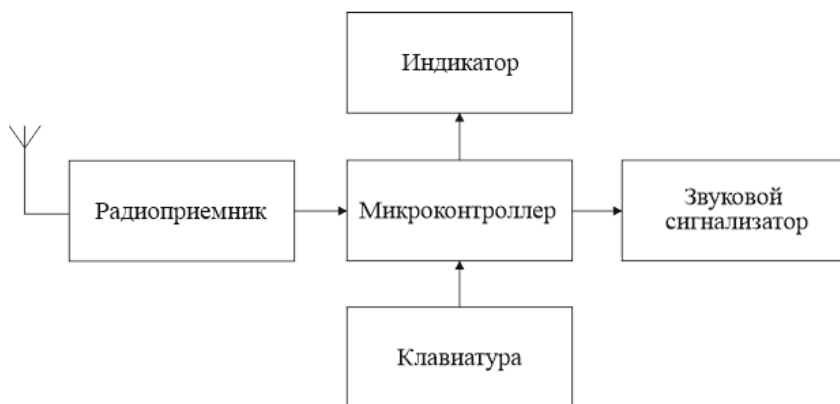 Индикатор
Радиоприемник
Микроконтроллер
Звуковой
сигнализатор
Клавиатура